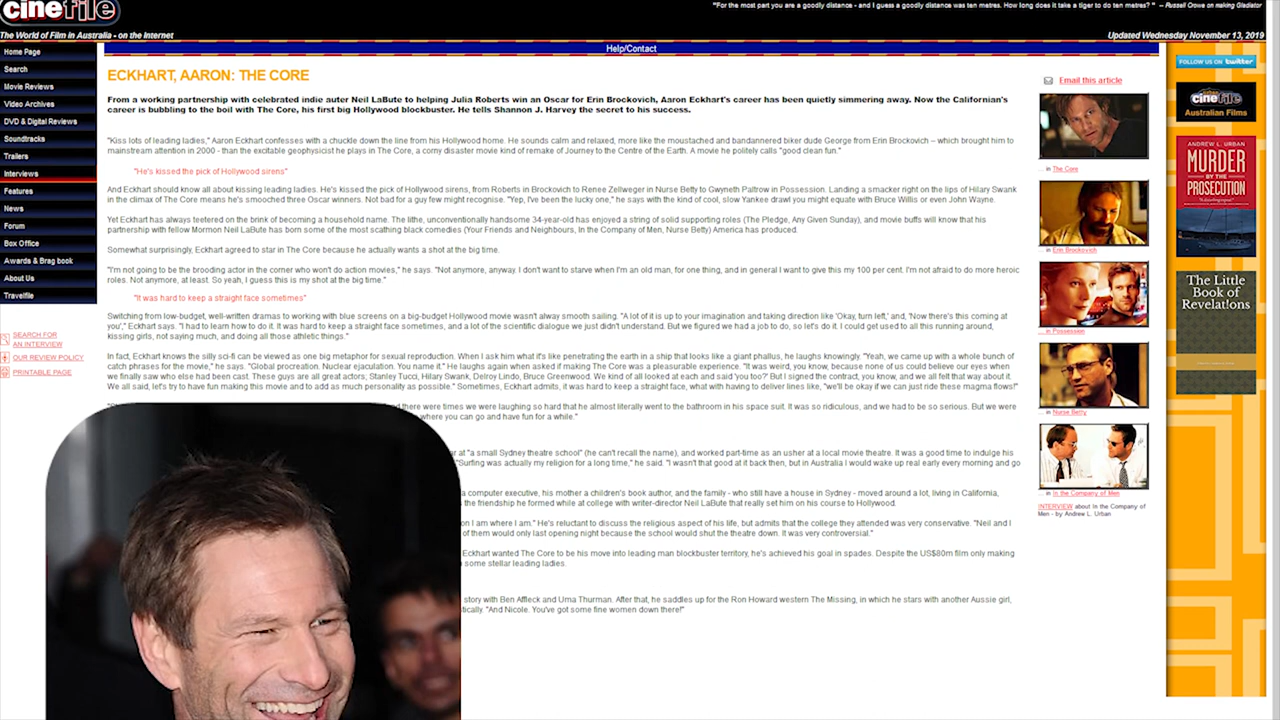 cinefile
"For the most part you are a goodly distance - and I guess a goodly distance was ten metres. How long does it take a tiger to do ten metres?" – Russell Crowe on making Gladiator
The World of Film in Australia - on the Internet
Updated Wednesday November 13, 2019
Help/Contact
Home Page
Search
Movie Reviews
Video Archives
DVD & Digital Reviews
Soundtracks
Trailers
Interviews
Features
News
Forum
Box Office
Awards & Brag book
About Us
Travelfile
SEARCH FOR
AN INTERVIEW
OUR REVIEW POLICY
PRINTABLE PAGE
ECKHART, AARON: THE CORE
From a working partnership with celebrated indie auter Neil LaBute to helping Julia Roberts win an Oscar for Erin Brockovich, Aaron Eckhart's career has been quietly simmering away. Now the Californian's
career is bubbling to the boil with The Core, his first big Hollywood blockbuster. He tells Shannon J. Harvey the secret to his success.
"Kiss lots of leading ladies," Aaron Eckhart confesses with a chuckle down the line from his Hollywood home. He sounds calm and relaxed, more like the moustached and bandannered biker dude George from Erin Brockovich – which brought him to
mainstream attention in 2000 - than the excitable geophysicist he plays in The Core, a corny disaster movie kind of remake of Journey to the Centre of the Earth. A movie he politely calls "good clean fun."
"He's kissed the pick of Hollywood sirens"
And Eckhart should know all about kissing leading ladies. He's kissed the pick of Hollywood sirens, from Roberts in Brockovich to Renee Zellweger in Nurse Betty to Gwyneth Paltrow in Possession. Landing a smacker right on the lips of Hilary Swank
in the climax of The Core means he's smooched three Oscar winners. Not bad for a guy few might recognise. "Yep, I've been the lucky one," he says with the kind of cool, slow Yankee draw you might equate with Bruce Willis or even John Wayne.
Yet Eckhart has always teetered on the brink of becoming a household name. The lithe, unconventionally handsome 34-year-old has enjoyed a string of solid supporting roles (The Pledge, Any Given Sunday), and movie buffs will know that his
partnership with fellow Mormon Neil LaBute has born some of the most scathing black comedies (Your Friends and Neighbours, In the Company of Men, Nurse Betty) America has produced.
Somewhat surprisingly, Eckhart agreed to star in The Core because he actually wants a shot at the big time.
"I'm not going to be the brooding actor in the corner who won't do action movies," he says. "Not anymore, anyway. I don't want to starve when I'm an old man, for one thing, and in general I want to give this my 100 per cent. I'm not afraid to do more heroic
roles. Not anymore, at least. So yeah, I guess this is my shot at the big time."
"It was hard to keep a straight face sometimes"
Switching from low-budget, well-written dramas to working with blue screens on a big-budget Hollywood movie wasn't alway smooth sailing. "A lot of it is up to your imagination and taking direction like 'Okay, turn left,' and, 'Now there's this coming at
you'," Eckhart says. "I had to learn how to do it. It was hard to keep a straight face sometimes, and a lot of the scientific dialogue we just didn't understand. But we figured we had a job to do, so let's do it. I could get used to all this running around,
kissing girls, not saying much, and doing all those athletic things."
In fact, Eckhart knows the silly sci-fi can be viewed as one big metaphor for sexual reproduction. When I ask him what it's like penetrating the earth in a ship that looks like a giant phallus, he laughs knowingly. "Yeah, we came up with a whole bunch of
catch phrases for the movie," he says. "Global procreation. Nuclear ejaculation. You name it." He laughs again when asked if making The Core was a pleasurable experience. "It was weird, you know, because none of us could believe our eyes when
we finally saw who else had been cast. These guys are all great actors; Stanley Tucci, Hilary Swank, Delroy Lindo, Bruce Greenwood. We kind of all looked at each and said 'you too?' But I signed the contract, you know, and we all felt that way about it.
We all said, let's try to have fun making this movie and to add as much personality as possible." Sometimes, Eckhart admits, it was hard to keep a straight face, what with having to deliver lines like, "we'll be okay if we can just ride these magma flows!"
there were times we were laughing so hard that he almost literally went to the bathroom in his space suit. It was so ridiculous, and we had to be so serious. But we were
where you can go and have fun for a while."
at "a small Sydney theatre school" (he can't recall the name), and worked part-time as an usher at a local movie theatre. It was a good time to indulge his
"Surfing was actually my religion for a long time," he said. "I wasn't that good at it back then, but in Australia I would wake up real early every morning and go
a computer executive, his mother a children's book author, and the family - who still have a house in Sydney - moved around a lot, living in California,
the friendship he formed while at college with writer-director Neil LaBute that really set him on his course to Hollywood.
I am where I am." He's reluctant to discuss the religious aspect of his life, but admits that the college they attended was very conservative. "Neil and I
of them would only last opening night because the school would shut the theatre down. It was very controversial."
Eckhart wanted The Core to be his move into leading man blockbuster territory, he's achieved his goal in spades. Despite the US$80m film only making
some stellar leading ladies.
story with Ben Affleck and Uma Thurman. After that, he saddles up for the Ron Howard western The Missing, in which he stars with another Aussie girl,
"And Nicole. You've got some fine women down there!"
Email this article
... in The Core
... in Erin Brockovich
... in Possession
... in Nurse Betty
... in In the Company of Men
INTERVIEW about In the Company of
Men - by Andrew L. Urban
FOLLOW US ON twitter
cinefile
Australian Films
ANDREW L. URBAN
MURDER
BY THE
PROSECUTION
The Little
Book of
Revelations